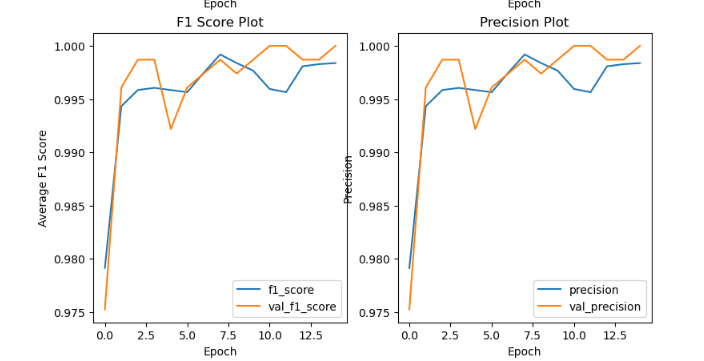 Epoch
Epoch
F1 Score Plot
Precision Plot
1.000
0.995
0.990
0.985
0.980
0.975
Average F1 Score
f1_score
val_f1_score
0.0
2.5
5.0
7.5
10.0
12.5
Epoch
1.000
0.995
0.990
0.985
0.980
0.975
Precision
precision
val_precision
0.0
2.5
5.0
7.5
10.0
12.5
Epoch